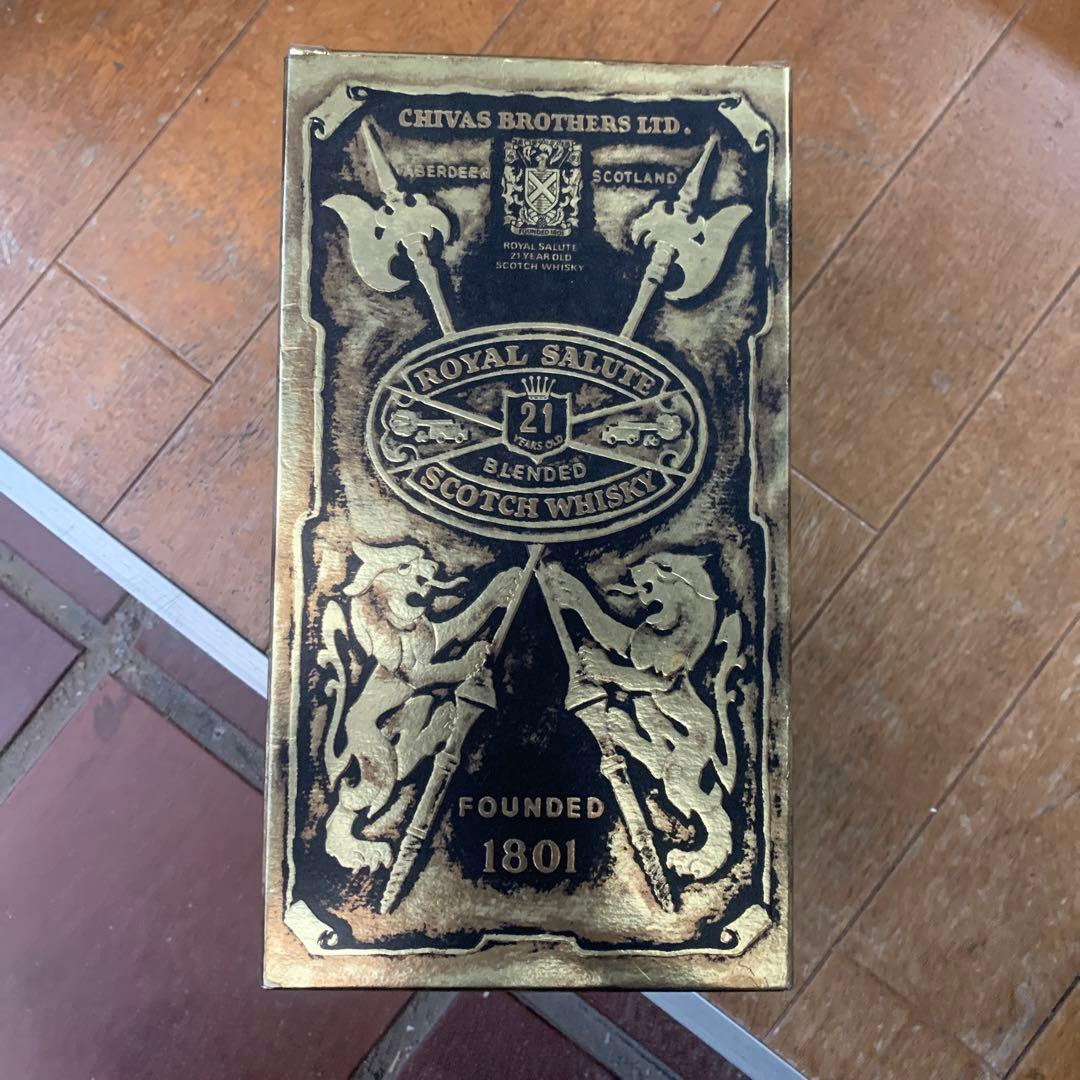 CHIVAS BROTHERS LTD.
ABERDEEN SCOTLAND
FOUNDED 1801
ROYAL SALUTE
21 YEAR OLD
SCOTCH WHISKY
ROYAL SALUTE
21
YEARS OLD
BLENDED
SCOTCH WHISKY
FOUNDED
1801